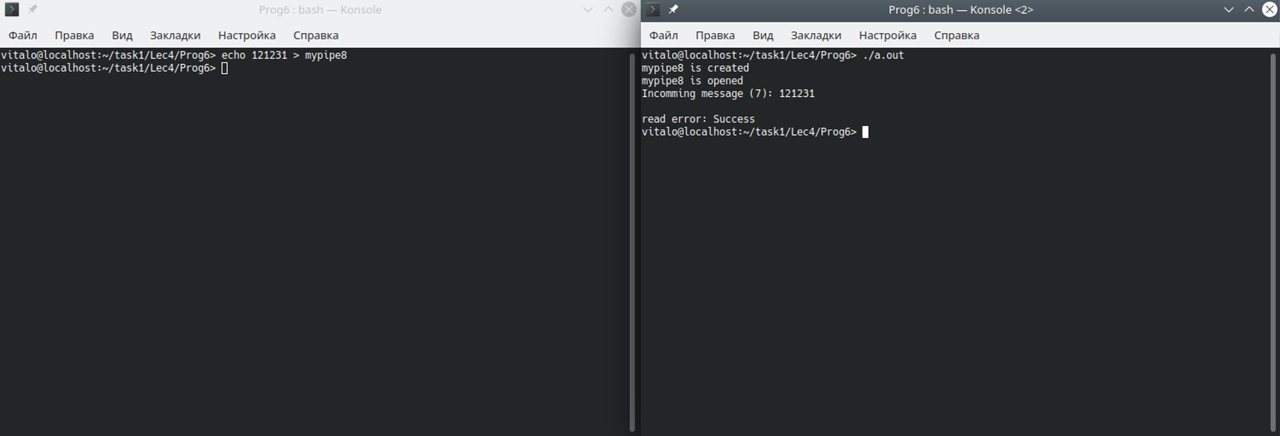 Prog6 : bash — Konsole
Файл Правка Вид Закладки Настройка Справка
vitalo@localhost:~/task1/Lec4/Prog6> echo 121231 > mypipe8
vitalo@localhost:~/task1/Lec4/Prog6>
Prog6 : bash — Konsole <2>
Файл Правка Вид Закладки Настройка Справка
vitalo@localhost:~/task1/Lec4/Prog6> ./a.out
mypipe8 is created
mypipe8 is opened
Incomming message (7): 121231
read error: Success
vitalo@localhost:~/task1/Lec4/Prog6>